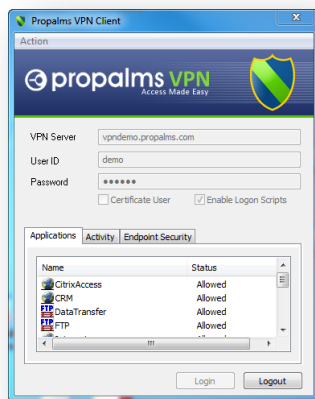 Propalms VPN Client
Action
propalms VPN
Access Made Easy
VPN Server vpndemo.propalms.com
User ID demo
Password ••••••
Certificate User Enable Logon Scripts
Applications Activity Endpoint Security
Name Status
CitrixAccess Allowed
CRM Allowed
FTP DataTransfer Allowed
FTP FTP Allowed
Login Logout